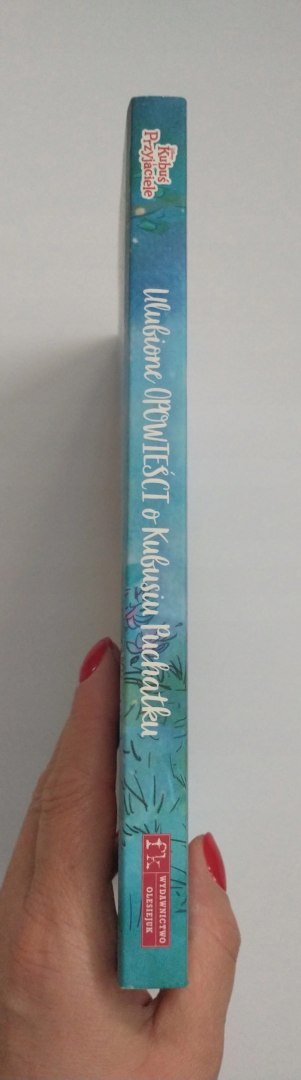 Kubuś
i
Przyjaciele
Ulubione OPOWIEŚCI o Kubusiu Puchatku
WYDAWNICTWO
OLESIEJUK